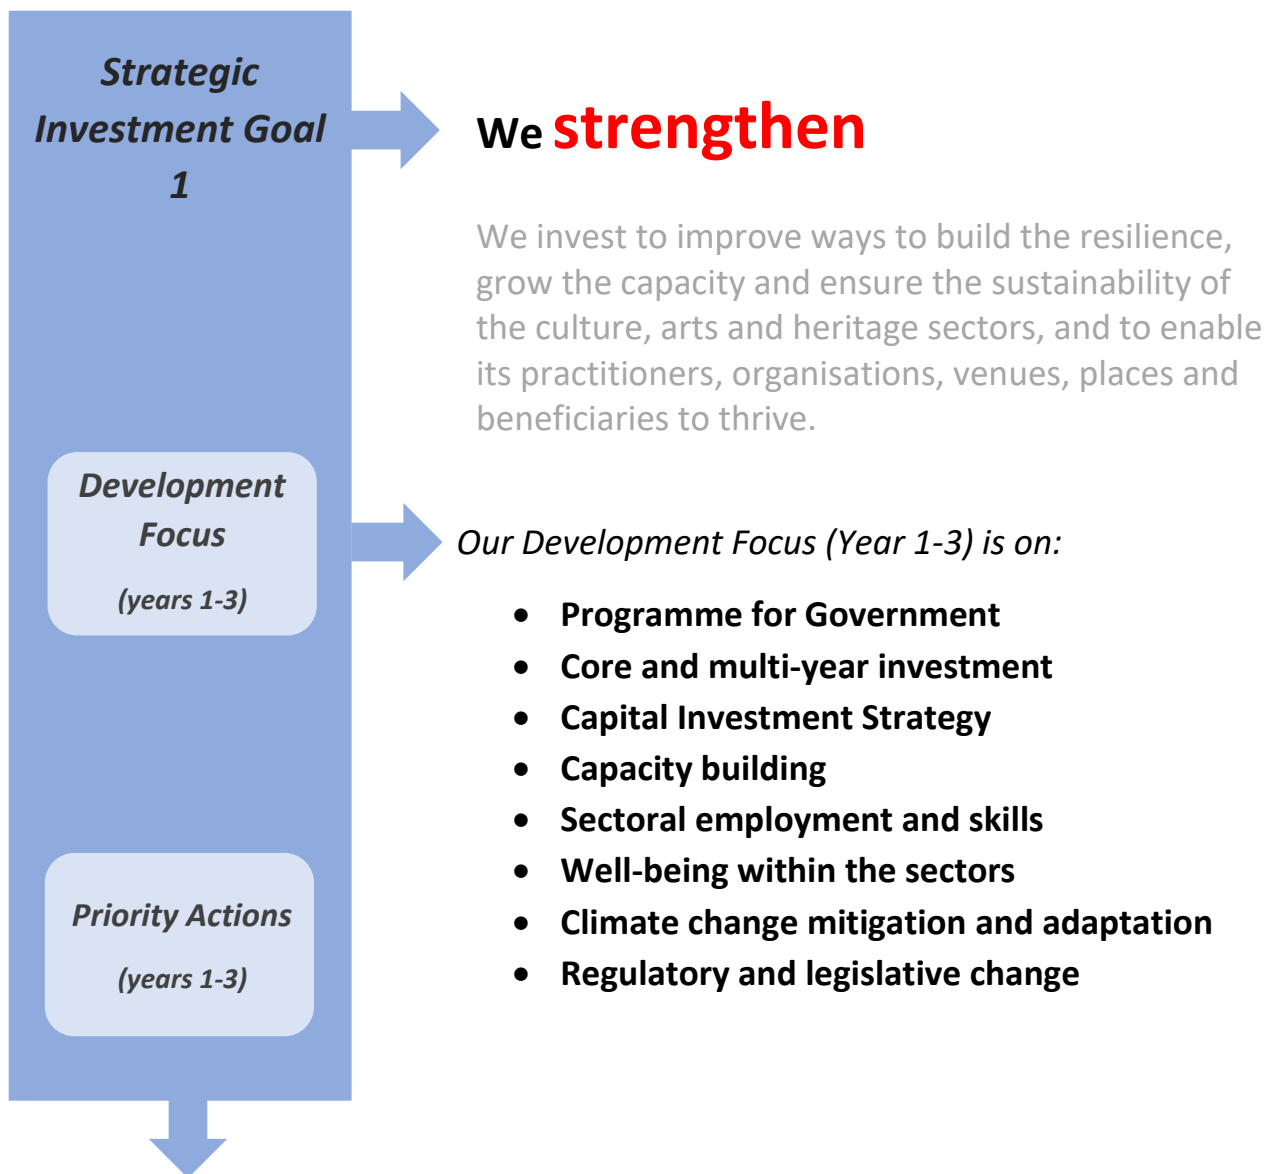 Strategic
Investment Goal
1
We strengthen
We invest to improve ways to build the resilience,
grow the capacity and ensure the sustainability of
the culture, arts and heritage sectors, and to enable
its practitioners, organisations, venues, places and
beneficiaries to thrive.
Development
Focus
(years 1-3)
Our Development Focus (Year 1-3) is on:
• Programme for Government
• Core and multi-year investment
• Capital Investment Strategy
• Capacity building
• Sectoral employment and skills
• Well-being within the sectors
• Climate change mitigation and adaptation
• Regulatory and legislative change
Priority Actions
(years 1-3)